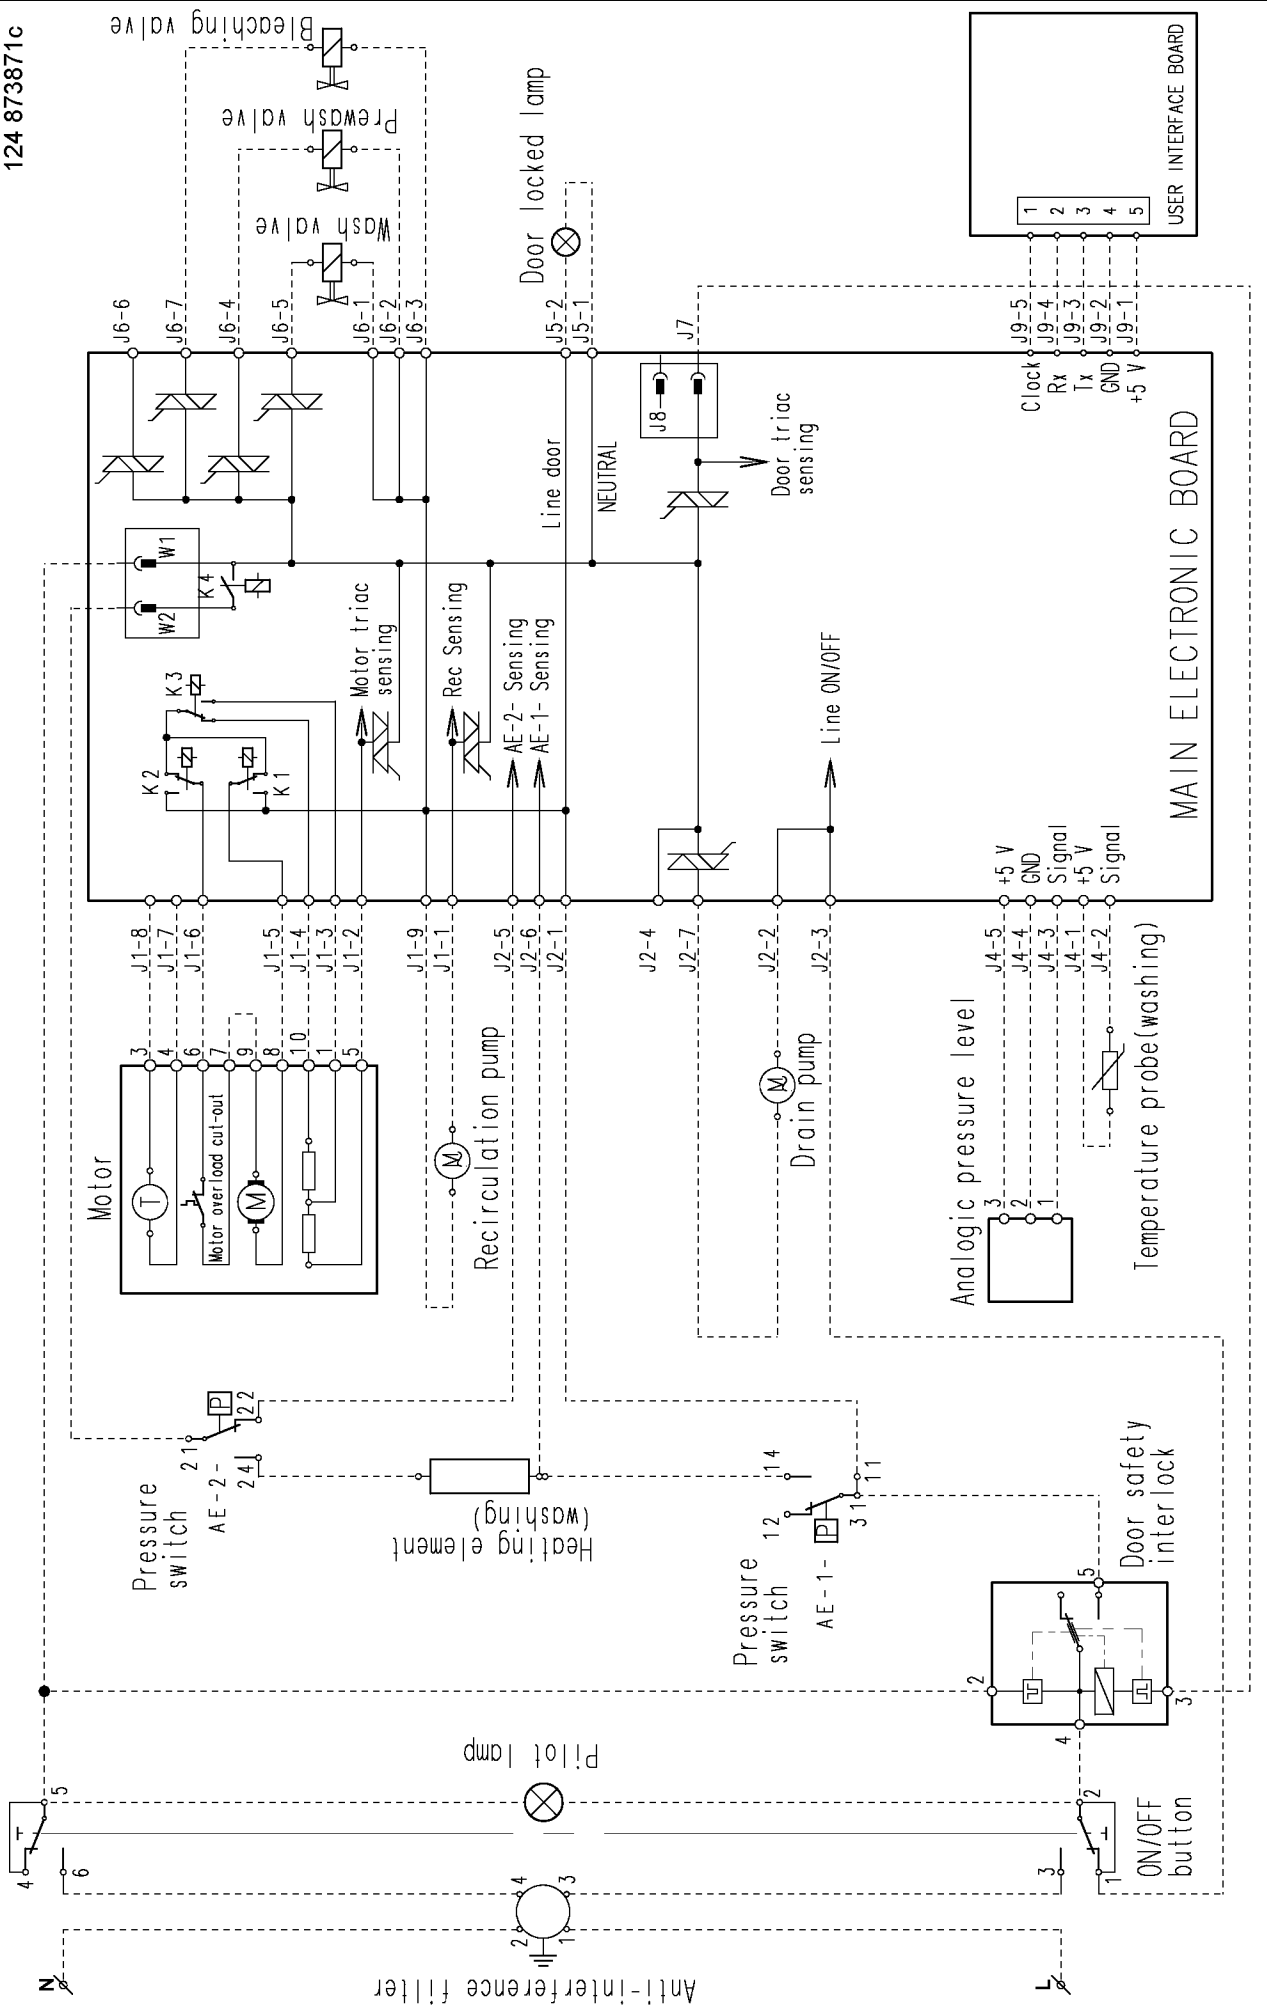 124 873871c
Bleaching valve
Prewash valve
Wash valve
Door locked lamp
J6-6
J6-7
J6-4
J6-5
J6-1
J6-2
J6-3
J5-2
J5-1
J7
J9-5
J9-4
J9-3
J9-2
J9-1
1
2
3
4
5
USER INTERFACE BOARD
Clock
Rx
Tx
GND
+5 V
J8
Door triac
sensing
Line door
NEUTRAL
W1
W2
K4
K3
K2
K1
Motor triac
sensing
Rec Sensing
AE-2- Sensing
AE-1- Sensing
Line ON/OFF
MAIN ELECTRONIC BOARD
+5 V
GND
Signal
+5 V
Signal
J1-8
J1-7
J1-6
J1-5
J1-4
J1-3
J1-2
J1-9
J1-1
J2-5
J2-6
J2-1
J2-4
J2-7
J2-2
J2-3
J4-5
J4-4
J4-3
J4-1
J4-2
Motor
3
4
6
7
9
8
10
1
5
T
Motor overload cut-out
M
M
Recirculation pump
M
Drain pump
Analogic pressure level
3
2
1
Temperature probe(washing)
Pressure
switch
AE-2-
P
21
22
24
Heating element
(washing)
Pressure
switch
AE-1-
P
14
12
11
31
Door safety
interlock
2
5
3
4
Pilot lamp
5
4
6
2
3
1
ON/OFF
button
4
3
2
1
Anti-interference filter
N
L